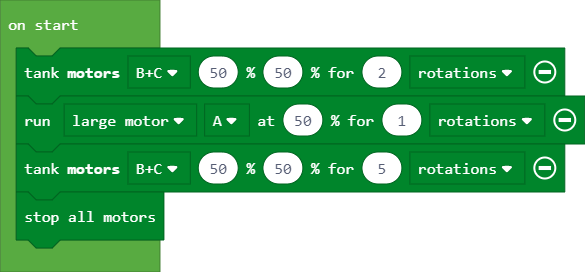 on start
tank motors B+C 50 % 50 % for 2 rotations
run large motor A at 50 % for 1 rotations
tank motors B+C 50 % 50 % for 5 rotations
stop all motors